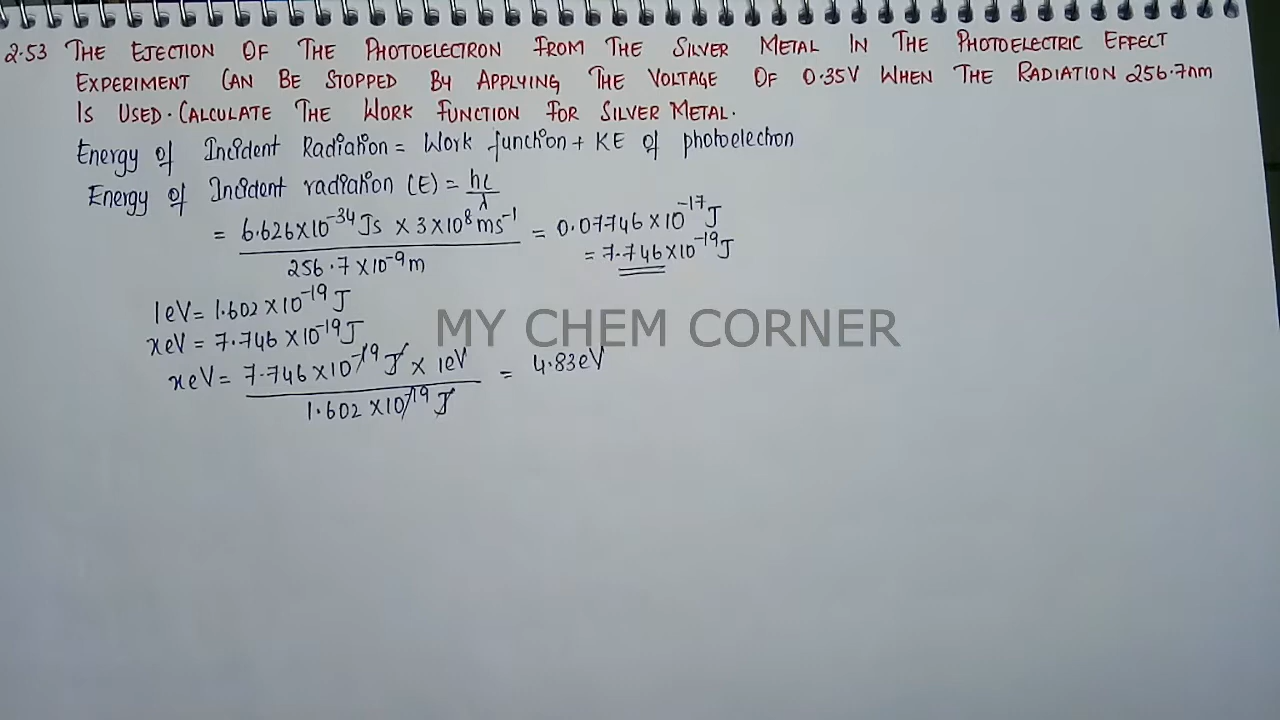 2.53 THE EJECTION OF THE PHOTOELECTRON FROM THE SILVER METAL IN THE PHOTOELECTRIC EFFECT
EXPERIMENT CAN BE STOPPED BY APPLYING THE VOLTAGE OF 0.35V WHEN THE RADIATION 256.7nm
IS USED. CALCULATE THE WORK FUNCTION FOR SILVER METAL.
Energy of Incident Radiation = Work function + KE of photoelectron
Energy of Incident radiation (E) = hc/λ
= 6.626×10⁻³⁴ Js × 3×10⁸ ms⁻¹ = 0.07746×10⁻¹⁷ J
256.7×10⁻⁹ m = 7.746×10⁻¹⁹ J
1eV = 1.602×10⁻¹⁹ J
xeV = 7.746×10⁻¹⁹ J
MY CHEM CORNER
xeV = 7.746×10⁻¹⁹ J × 1eV = 4.83eV
1.602×10⁻¹⁹ J